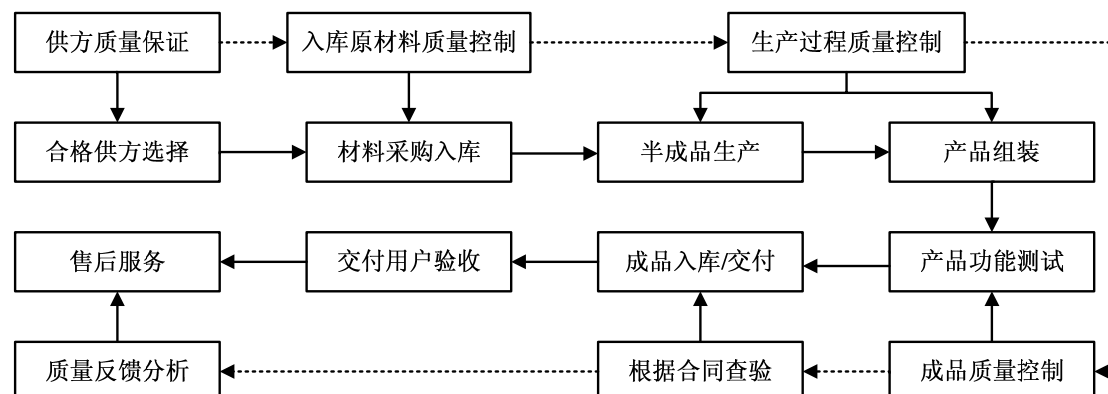 供方质量保证
入库原材料质量控制
生产过程质量控制
合格供方选择
材料采购入库
半成品生产
产品组装
售后服务
交付用户验收
成品入库/交付
产品功能测试
质量反馈分析
根据合同查验
成品质量控制